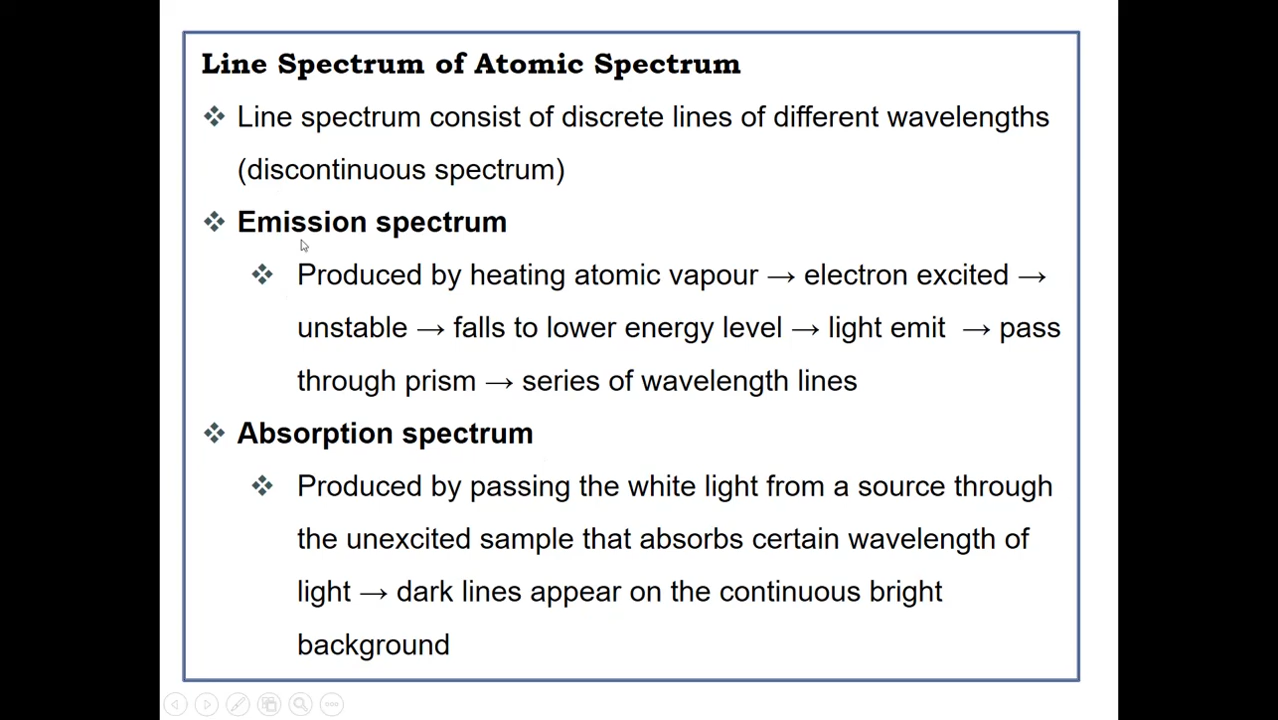 Line Spectrum of Atomic Spectrum
❖ Line spectrum consist of discrete lines of different wavelengths
(discontinuous spectrum)
❖ Emission spectrum
❖ Produced by heating atomic vapour → electron excited →
unstable → falls to lower energy level → light emit → pass
through prism → series of wavelength lines
❖ Absorption spectrum
❖ Produced by passing the white light from a source through
the unexcited sample that absorbs certain wavelength of
light → dark lines appear on the continuous bright
background